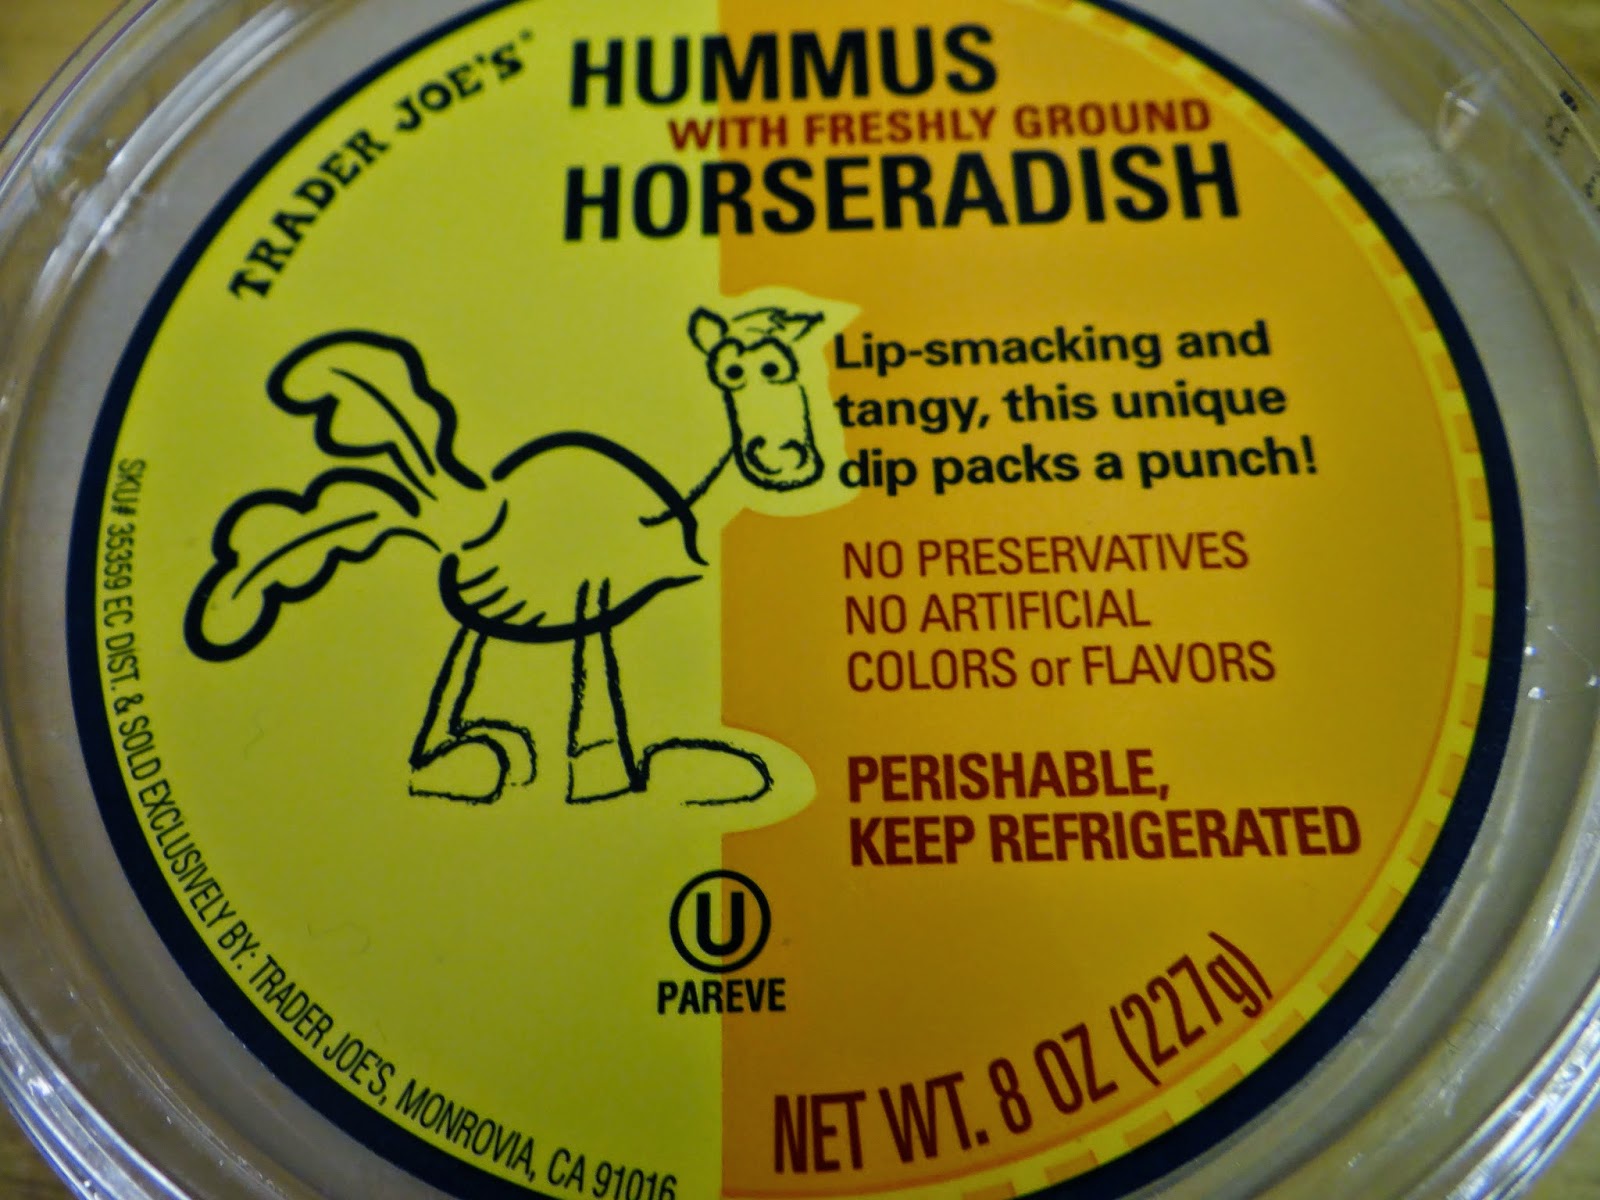 TRADER JOE'S
HUMMUS
WITH FRESHLY GROUND
HORSERADISH
Lip-smacking and
tangy, this unique
dip packs a punch!
NO PRESERVATIVES
NO ARTIFICIAL
COLORS or FLAVORS
PERISHABLE,
KEEP REFRIGERATED
U
PAREVE
NET WT. 8 OZ (227g)
SKU# 35359 EC DIST. & SOLD EXCLUSIVELY BY: TRADER JOE'S, MONROVIA, CA 91016